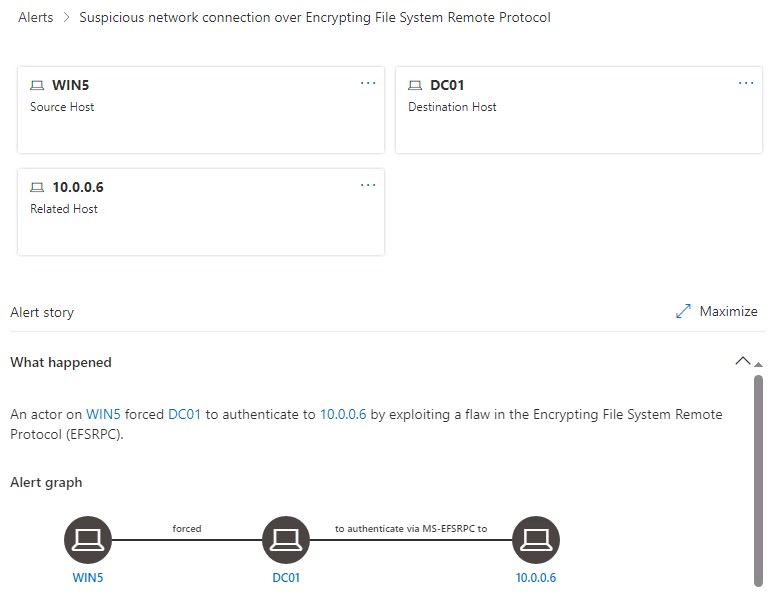 Alerts > Suspicious network connection over Encrypting File System Remote Protocol
WIN5 ...
Source Host
DC01 ...
Destination Host
10.0.0.6 ...
Related Host
Alert story
Maximize
What happened
An actor on WIN5 forced DC01 to authenticate to 10.0.0.6 by exploiting a flaw in the Encrypting File System Remote
Protocol (EFSRPC).
Alert graph
forced
to authenticate via MS-EFSRPC to
WIN5
DC01
10.0.0.6